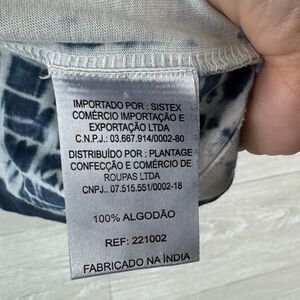 IMPORTADO POR : SISTEX
COMÉRCIO IMPORTAÇÃO E
EXPORTAÇÃO LTDA
C.N.P.J.: 03.667.914/0002-80
DISTRIBUÍDO POR : PLANTAGE
CONFECÇÃO E COMÉRCIO DE
ROUPAS LTDA
CNPJ.. 07.515.551/0002-18
100% ALGODÃO
REF: 221002
FABRICADO NA ÍNDIA